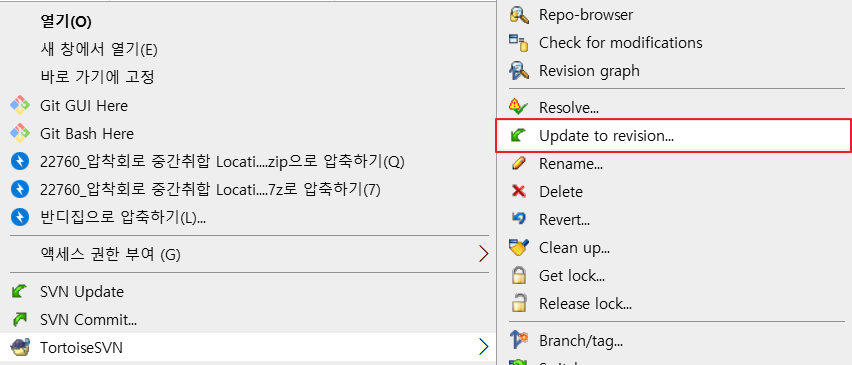 열기(O)
새 창에서 열기(E)
바로 가기에 고정
Git GUI Here
Git Bash Here
22760_압착회로 중간취합 Locati....zip으로 압축하기(Q)
22760_압착회로 중간취합 Locati....7z로 압축하기(7)
반디집으로 압축하기(L)...
액세스 권한 부여 (G)
SVN Update
SVN Commit...
TortoiseSVN
Repo-browser
Check for modifications
Revision graph
Resolve...
Update to revision...
Rename...
Delete
Revert...
Clean up...
Get lock...
Release lock...
Branch/tag...